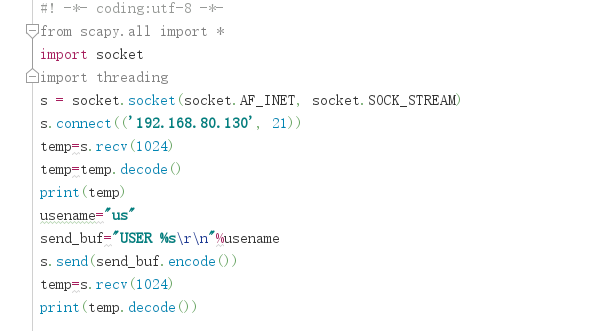 #! -*- coding:utf-8 -*-
from scapy.all import *
import socket
import threading
s = socket.socket(socket.AF_INET, socket.SOCK_STREAM)
s.connect(('192.168.80.130', 21))
temp=s.recv(1024)
temp=temp.decode()
print(temp)
usename="us"
send_buf="USER %s\r\n"%usename
s.send(send_buf.encode())
temp=s.recv(1024)
print(temp.decode())